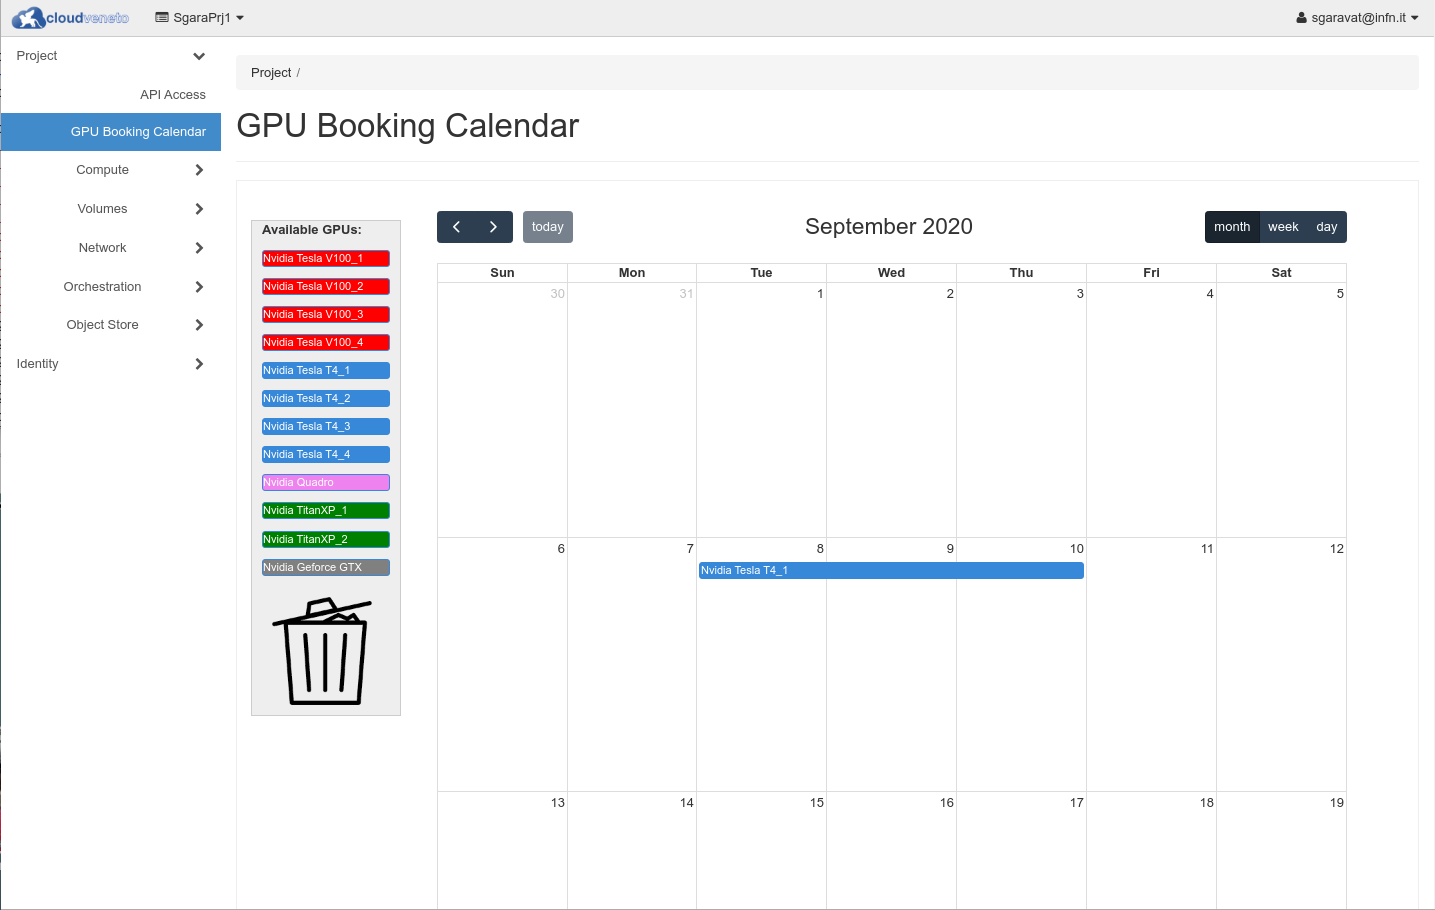 cloudveneto SgaraPrj1 sgaravat@infn.it
Project
API Access
GPU Booking Calendar
Compute
Volumes
Network
Orchestration
Object Store
Identity
Project /
GPU Booking Calendar
Available GPUs:
Nvidia Tesla V100_1
Nvidia Tesla V100_2
Nvidia Tesla V100_3
Nvidia Tesla V100_4
Nvidia Tesla T4_1
Nvidia Tesla T4_2
Nvidia Tesla T4_3
Nvidia Tesla T4_4
Nvidia Quadro
Nvidia TitanXP_1
Nvidia TitanXP_2
Nvidia Geforce GTX
today September 2020 month week day
Sun Mon Tue Wed Thu Fri Sat
30 31 1 2 3 4 5
6 7 8 9 10 11 12
Nvidia Tesla T4_1
13 14 15 16 17 18 19